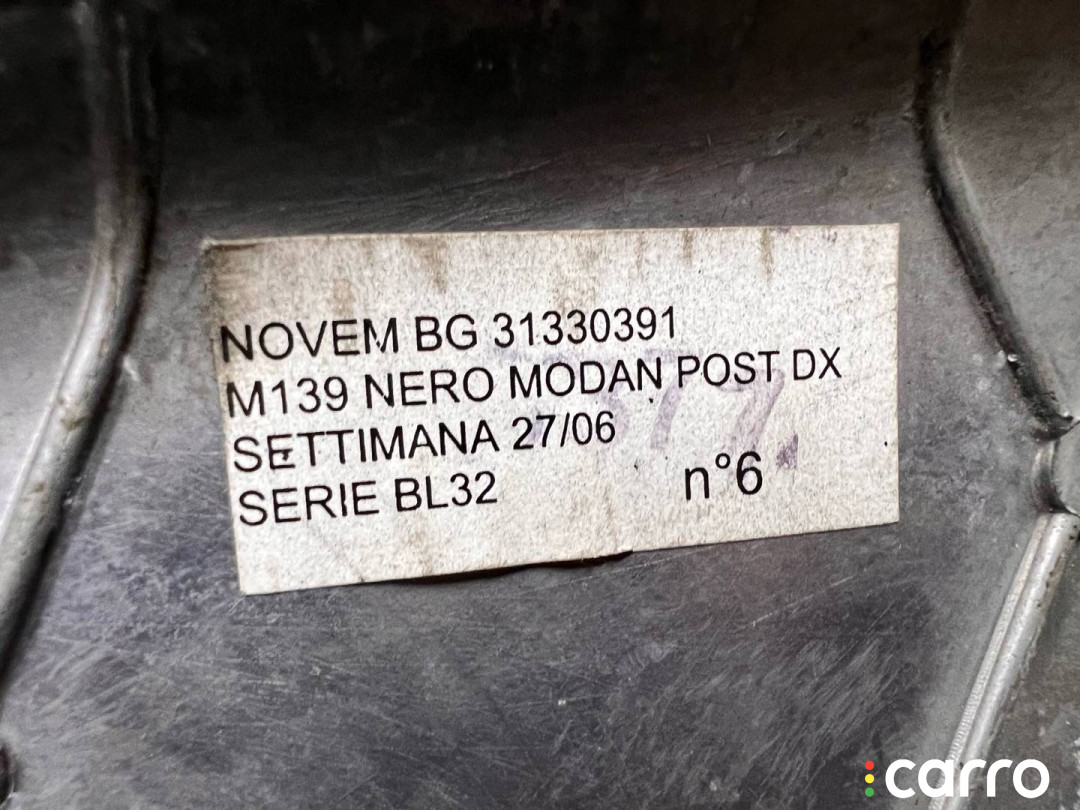 NOVEM BG 31330391
M139 NERO MODAN POST DX
SETTIMANA 27/06
SERIE BL32
n°6
carro